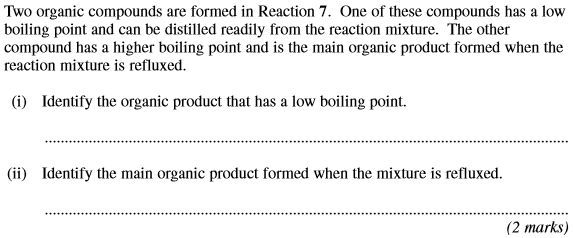 Two organic compounds are formed in Reaction 7. One of these compounds has a low
boiling point and can be distilled readily from the reaction mixture. The other
compound has a higher boiling point and is the main organic product formed when the
reaction mixture is refluxed.
(i) Identify the organic product that has a low boiling point.
(ii) Identify the main organic product formed when the mixture is refluxed.
(2 marks)